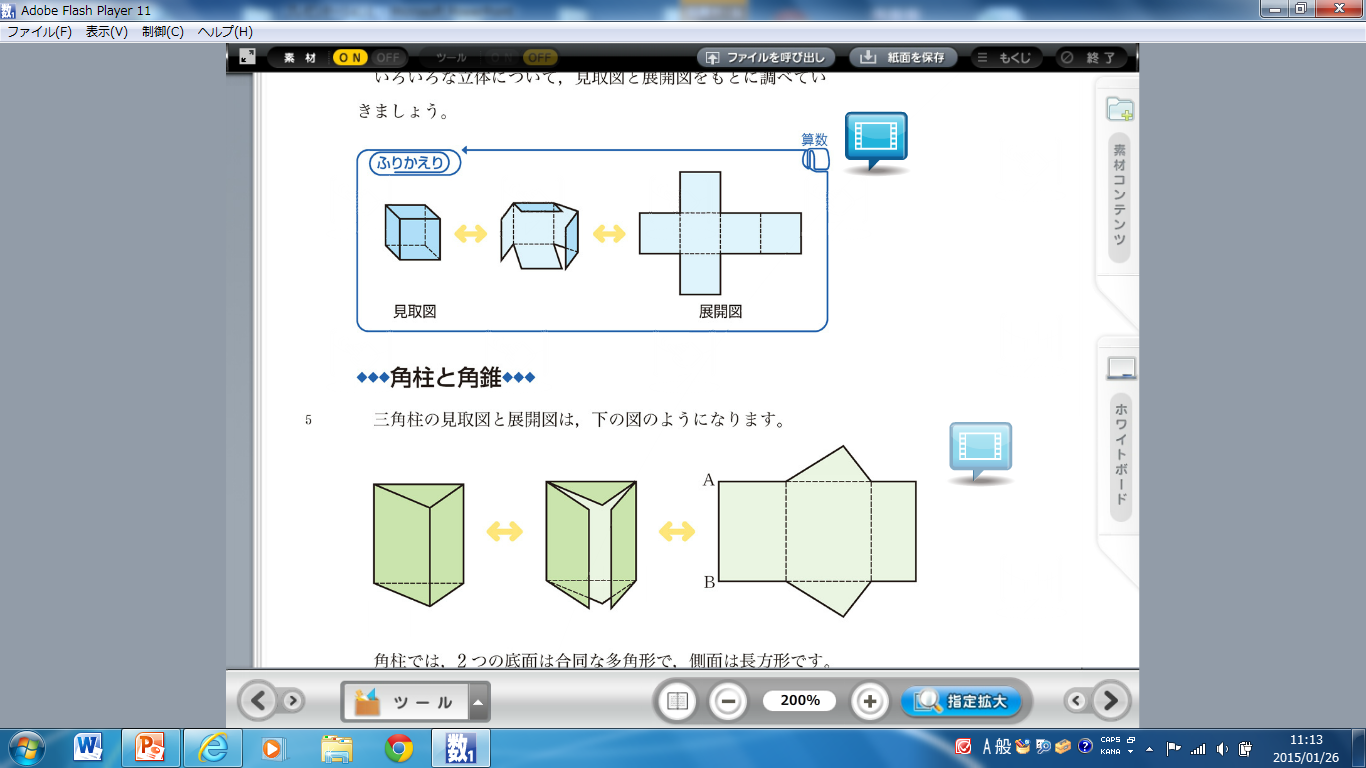 Adobe Flash Player 11
ファイル(F) 表示(V) 制御(C) ヘルプ(H)
素材 ON OFF ツール ON OFF ファイルを呼び出し 紙面を保存 もくじ 終了
いろいろな立体について，見取図と展開図をもとに調べてい
きましょう。
算数
ふりかえり
見取図 展開図
角柱と角錐
5 三角柱の見取図と展開図は，下の図のようになります。
A
B
角柱では，2つの底面は合同な多角形で，側面は長方形です。
素材コンテンツ
ホワイトボード
ツール 200% 指定拡大
数1 A 般 CAPS KANA 11:13
2015/01/26